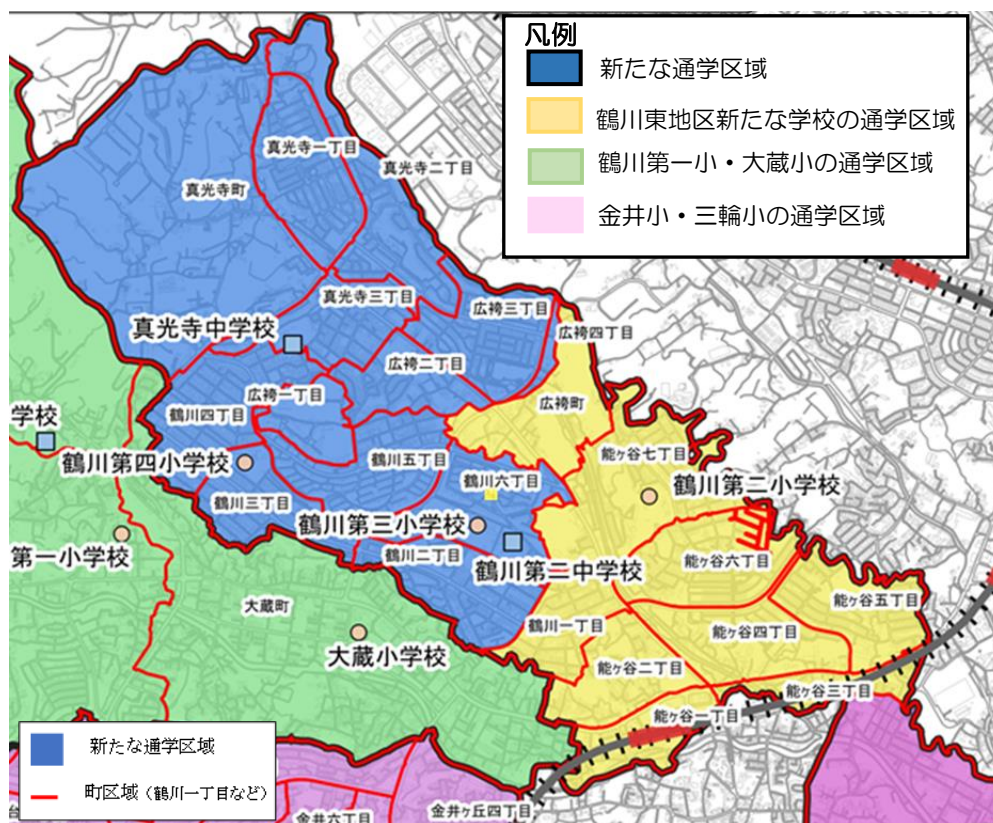 凡例
新たな通学区域
鶴川東地区新たな学校の通学区域
鶴川第一小・大蔵小の通学区域
金井小・三輪小の通学区域
真光寺一丁目
真光寺二丁目
真光寺町
真光寺三丁目
広袴三丁目
広袴四丁目
真光寺中学校
広袴二丁目
広袴一丁目
広袴町
鶴川四丁目
学校
鶴川第四小学校
鶴川五丁目
能ヶ谷七丁目
鶴川六丁目
鶴川第二小学校
鶴川三丁目
鶴川第三小学校
第一小学校
鶴川二丁目
鶴川第二中学校
能ヶ谷六丁目
大蔵町
能ヶ谷五丁目
鶴川一丁目
能ヶ谷四丁目
大蔵小学校
能ヶ谷二丁目
能ヶ谷三丁目
能ヶ谷一丁目
新たな通学区域
町区域（鶴川一丁目など）
金井六丁目
金井ヶ丘四丁目